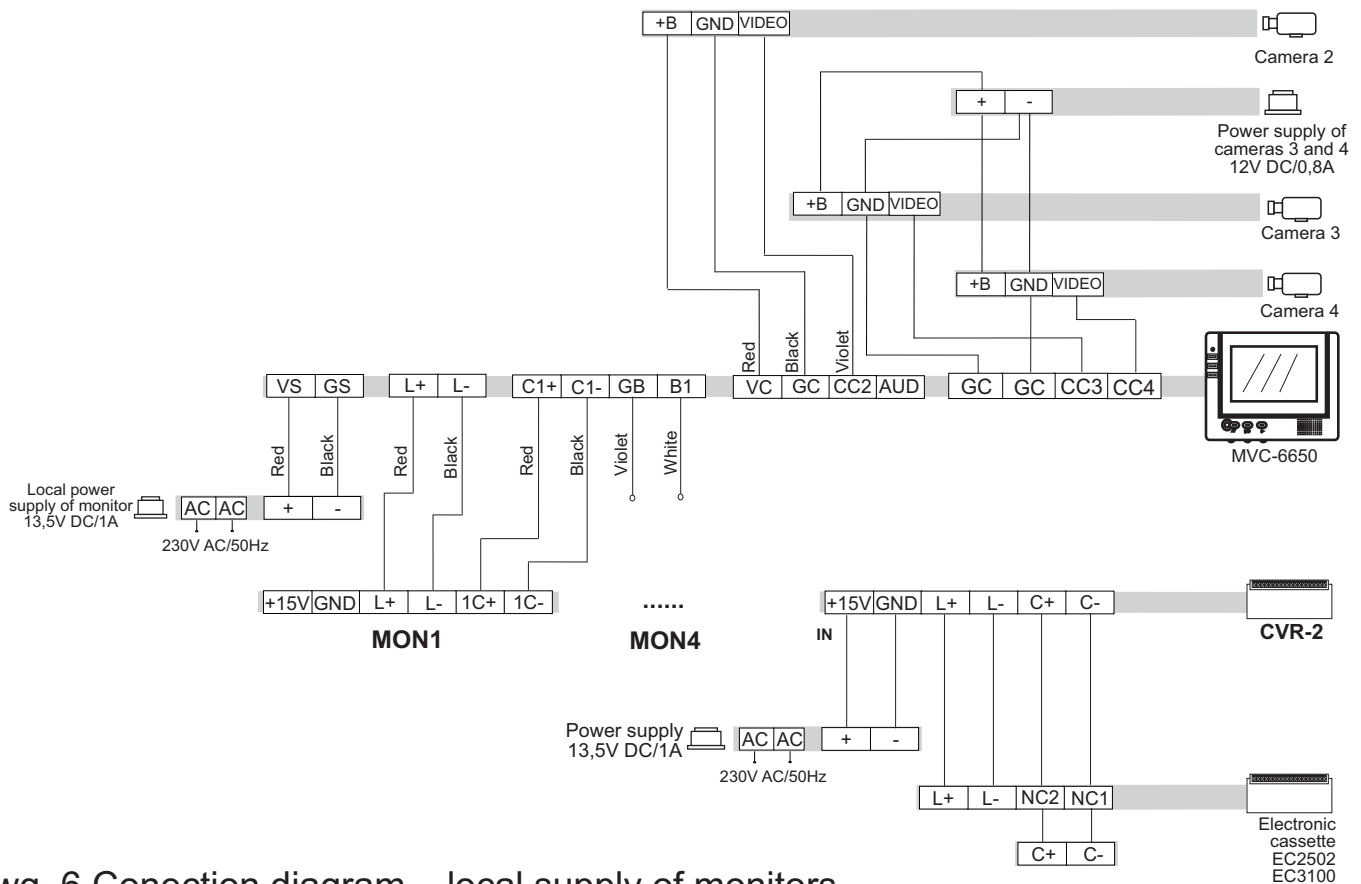 +B GND VIDEO
Camera 2
+ -
Power supply of
cameras 3 and 4
12V DC/0,8A
+B GND VIDEO
Camera 3
+B GND VIDEO
Camera 4
Red Black Violet
VS GS L+ L- C1+ C1- GB B1 VC GC CC2 AUD GC GC CC3 CC4
MVC-6650
Red Black Red Black Red Black Violet White
Local power
supply of monitor
13,5V DC/1A
AC AC + -
230V AC/50Hz
+15V GND L+ L- 1C+ 1C-
MON1
......
MON4
+15V GND L+ L- C+ C-
IN
CVR-2
Power supply
13,5V DC/1A
AC AC + -
230V AC/50Hz
L+ L- NC2 NC1
C+ C-
Electronic
cassette
EC2502
EC3100
6 Conection diagram local supply of monitors